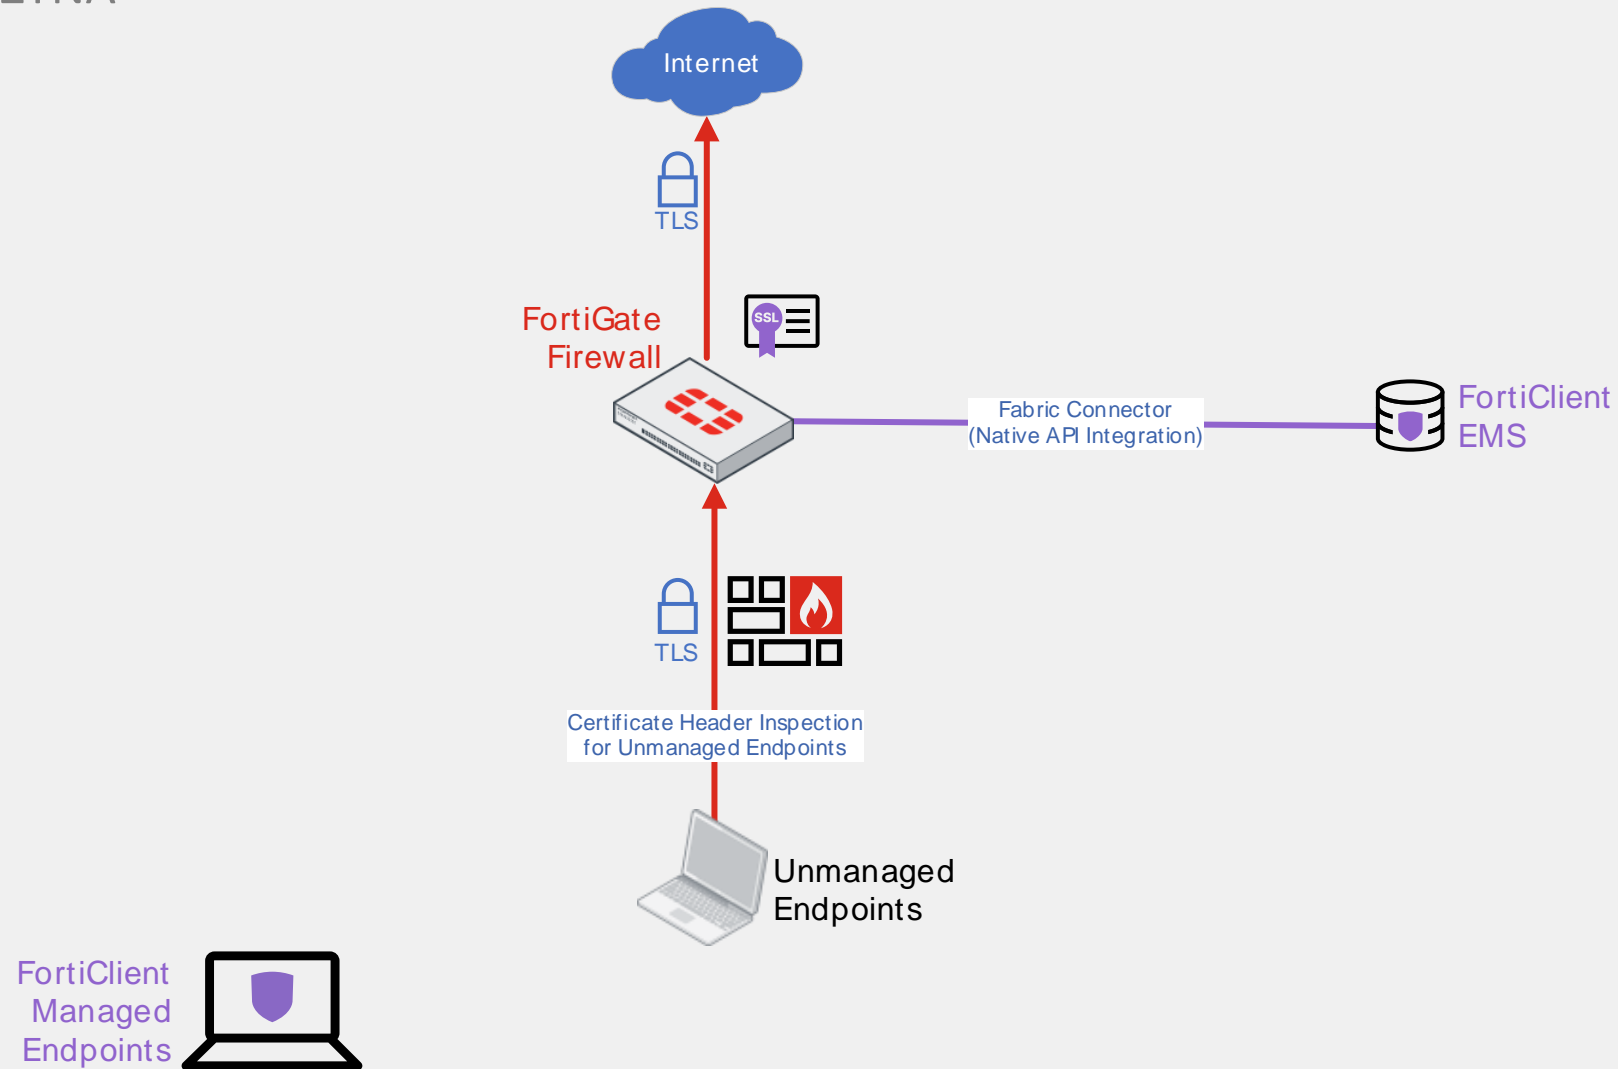 Internet
TLS
SSL
FortiGate
Firewall
Fabric Connector
(Native API Integration)
FortiClient
EMS
TLS
Certificate Header Inspection
for Unmanaged Endpoints
Unmanaged
Endpoints
FortiClient
Managed
Endpoints